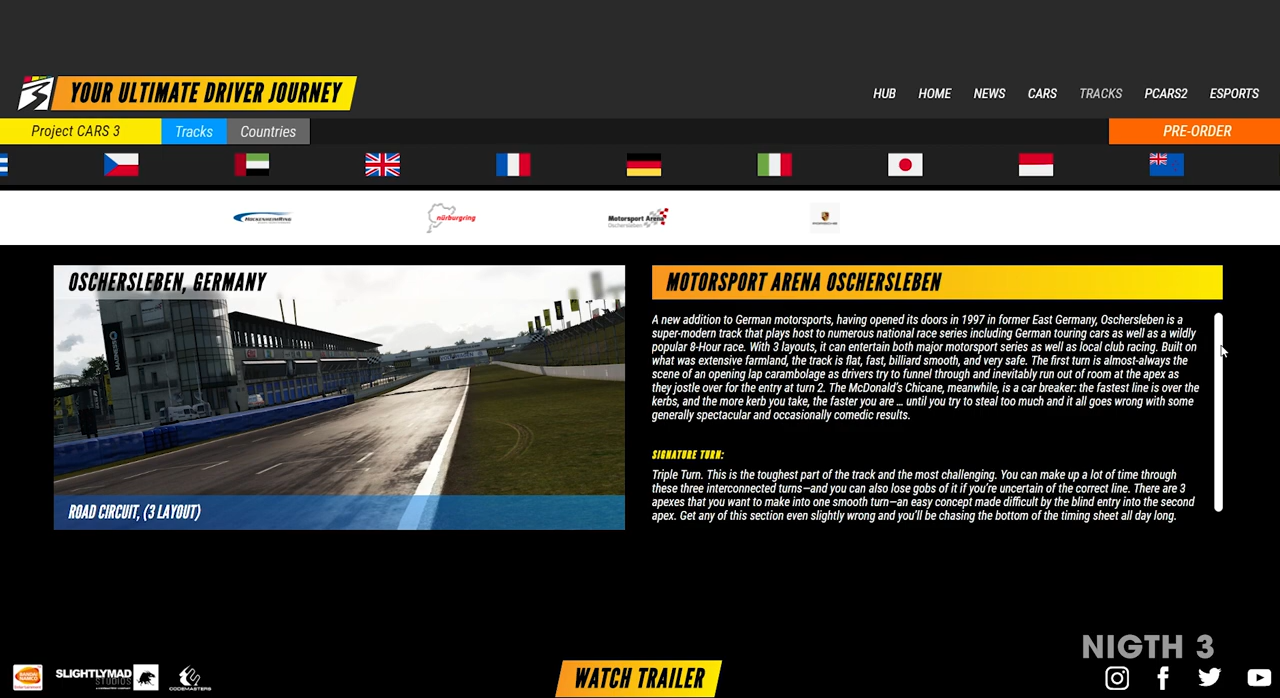 YOUR ULTIMATE DRIVER JOURNEY
HUB HOME NEWS CARS TRACKS PCARS2 ESPORTS
Project CARS 3 Tracks Countries PRE-ORDER
HOCKENHEIMRING
nürburgring
Motorsport Arena
Oschersleben
PORSCHE
OSCHERSLEBEN, GERMANY
ROAD CIRCUIT, (3 LAYOUT)
MOTORSPORT ARENA OSCHERSLEBEN
A new addition to German motorsports, having opened its doors in 1997 in former East Germany, Oschersleben is a
super-modern track that plays host to numerous national race series including German touring cars as well as a wildly
popular 8-Hour race. With 3 layouts, it can entertain both major motorsport series as well as local club racing. Built on
what was extensive farmland, the track is flat, fast, billiard smooth, and very safe. The first turn is almost-always the
scene of an opening lap carambolage as drivers try to funnel through and inevitably run out of room at the apex as
they jostle over for the entry at turn 2. The McDonald's Chicane, meanwhile, is a car breaker: the fastest line is over the
kerbs, and the more kerb you take, the faster you are … until you try to steal too much and it all goes wrong with some
generally spectacular and occasionally comedic results.
SIGNATURE TURN:
Triple Turn. This is the toughest part of the track and the most challenging. You can make up a lot of time through
these three interconnected turns—and you can also lose gobs of it if you're uncertain of the correct line. There are 3
apexes that you want to make into one smooth turn—an easy concept made difficult by the blind entry into the second
apex. Get any of this section even slightly wrong and you'll be chasing the bottom of the timing sheet all day long.
NIGTH 3
BANDAI NAMCO
SLIGHTLYMAD STUDIOS
CODEMASTERS
WATCH TRAILER